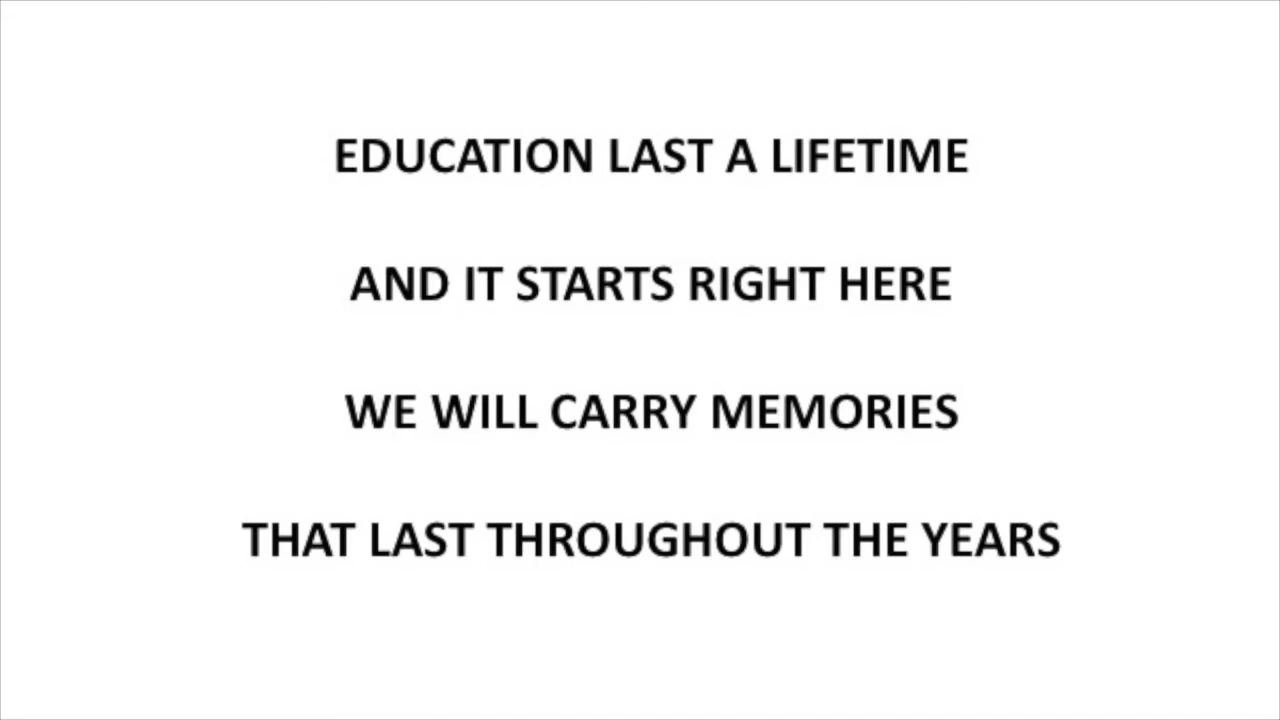 EDUCATION LAST A LIFETIME
AND IT STARTS RIGHT HERE
WE WILL CARRY MEMORIES
THAT LAST THROUGHOUT THE YEARS